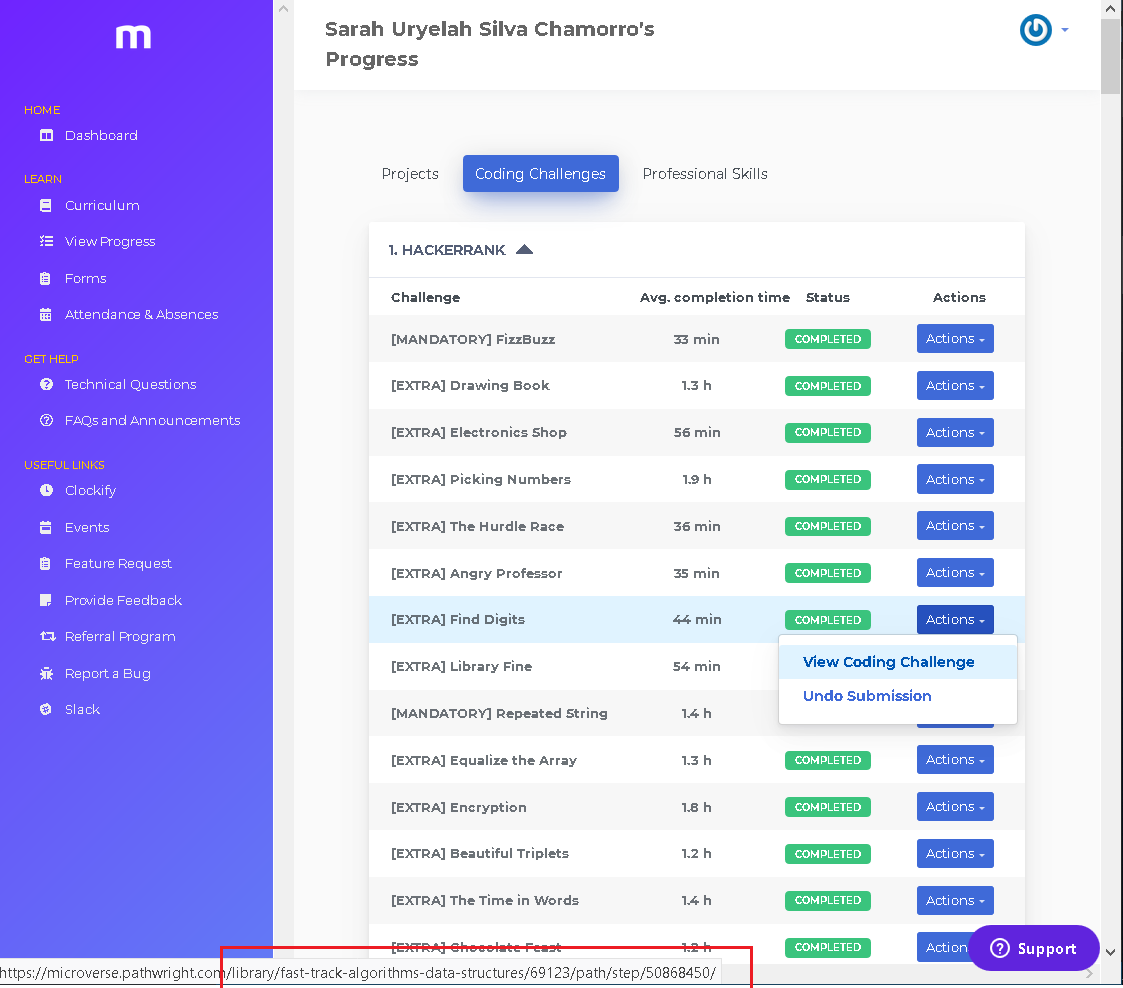 m
Sarah Uryelah Silva Chamorro's
Progress
HOME
Dashboard
LEARN
Curriculum
View Progress
Forms
Attendance & Absences
GET HELP
Technical Questions
FAQs and Announcements
USEFUL LINKS
Clockify
Events
Feature Request
Provide Feedback
Referral Program
Report a Bug
Slack
Projects Coding Challenges Professional Skills
1. HACKERRANK
Challenge Avg. completion time Status Actions
[MANDATORY] FizzBuzz 33 min COMPLETED Actions
[EXTRA] Drawing Book 1.3 h COMPLETED Actions
[EXTRA] Electronics Shop 56 min COMPLETED Actions
[EXTRA] Picking Numbers 1.9 h COMPLETED Actions
[EXTRA] The Hurdle Race 36 min COMPLETED Actions
[EXTRA] Angry Professor 35 min COMPLETED Actions
[EXTRA] Find Digits 44 min COMPLETED Actions
View Coding Challenge
Undo Submission
[EXTRA] Library Fine 54 min
[MANDATORY] Repeated String 1.4 h
[EXTRA] Equalize the Array 1.3 h COMPLETED Actions
[EXTRA] Encryption 1.8 h COMPLETED Actions
[EXTRA] Beautiful Triplets 1.2 h COMPLETED Actions
[EXTRA] The Time in Words 1.4 h COMPLETED Actions
[EXTRA] Chocolate Feast 1.2 h COMPLETED Action
Support
https://microverse.pathwright.com/library/fast-track-algorithms-data-structures/69123/path/step/50868450/